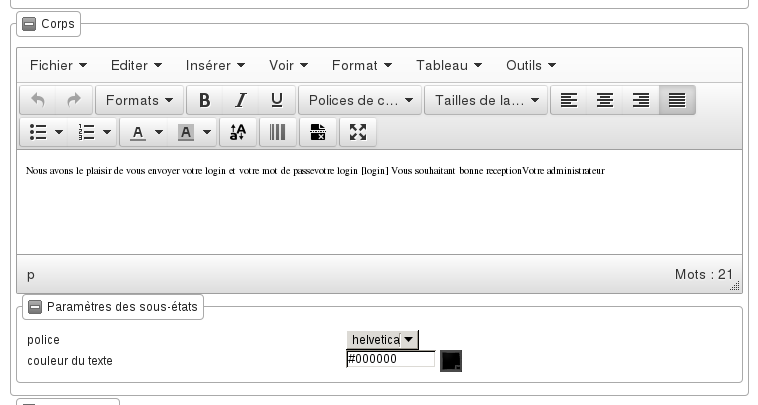 Corps
Fichier Editer Insérer Voir Format Tableau Outils
Formats B I U Polices de c... Tailles de la...
A A
Nous avons le plaisir de vous envoyer votre login et votre mot de passevotre login [login] Vous souhaitant bonne receptionVotre administrateur
p Mots : 21
Paramètres des sous-états
police helvetica
couleur du texte #000000